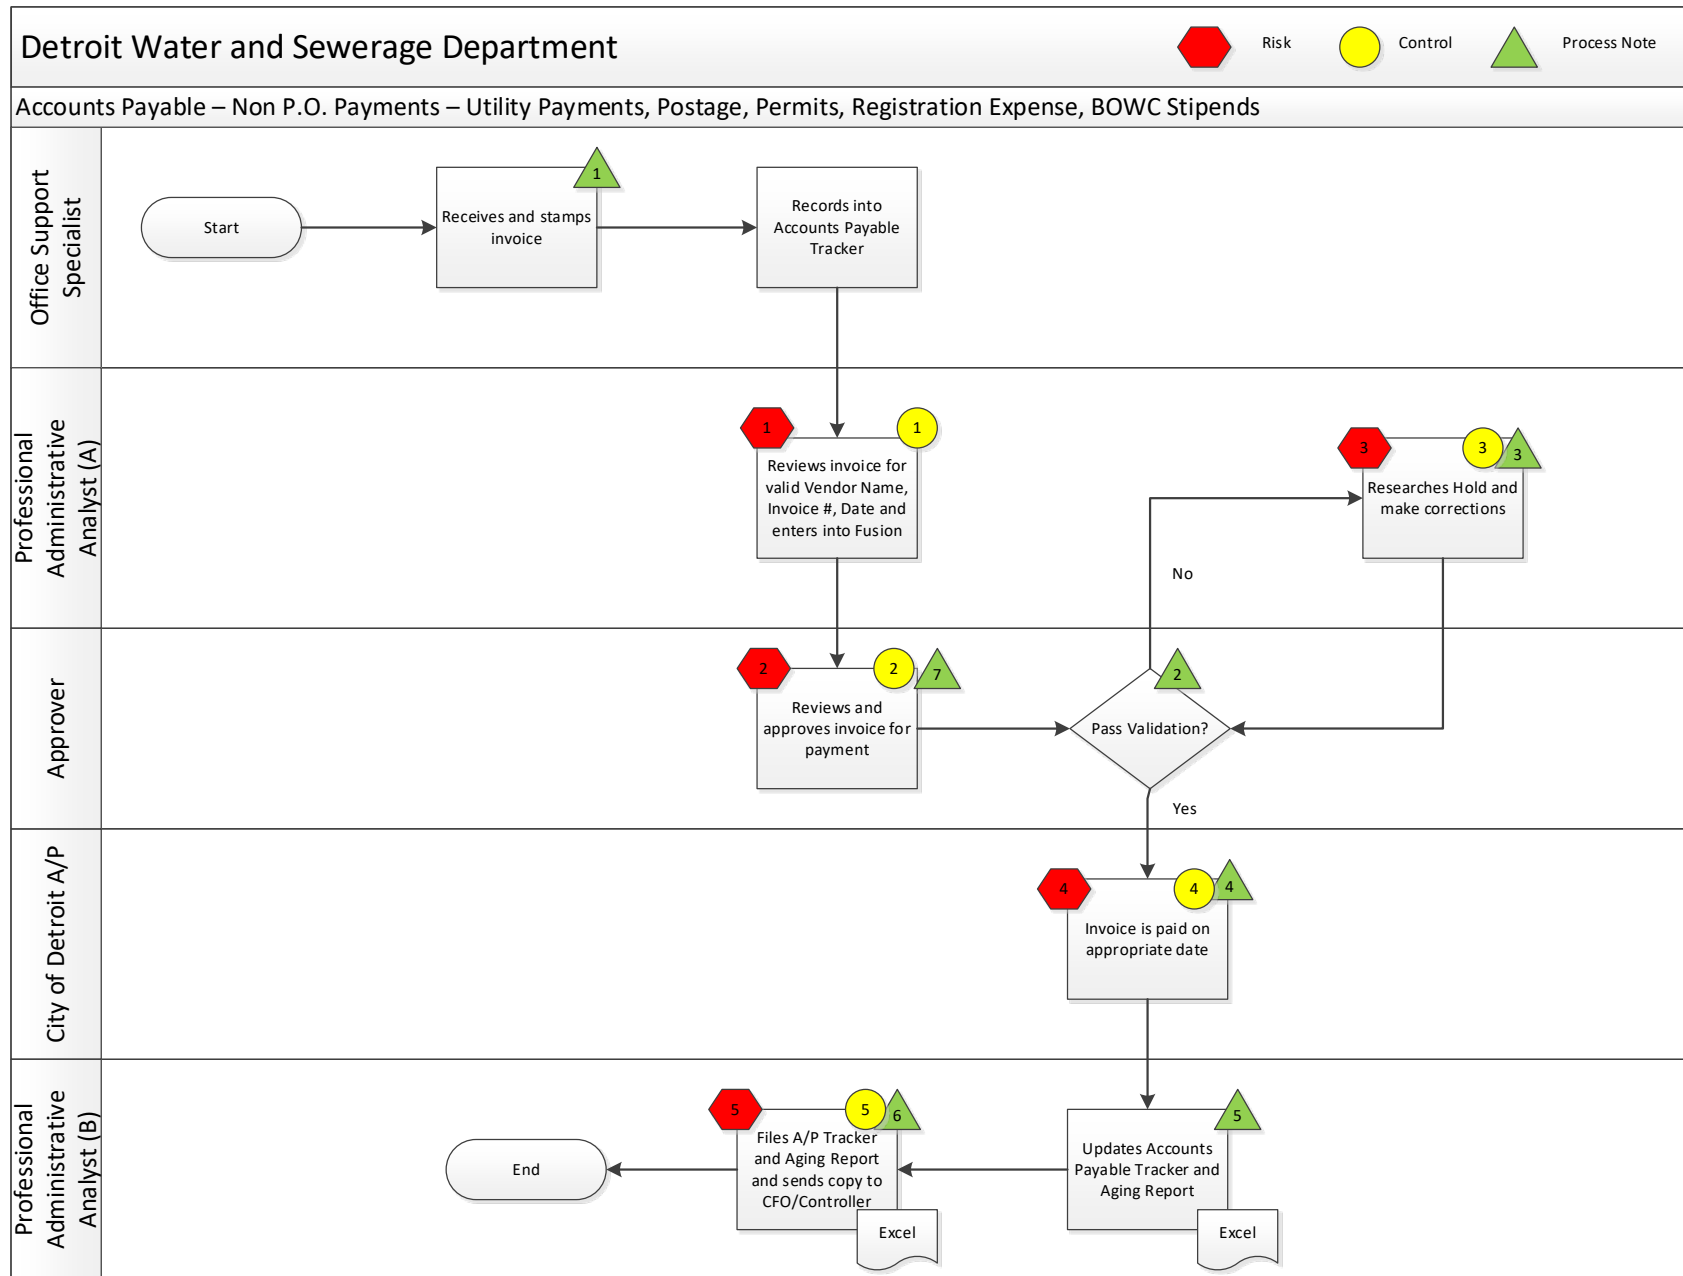 Detroit Water and Sewerage Department
Risk
Control
Process Note
Accounts Payable – Non P.O. Payments – Utility Payments, Postage, Permits, Registration Expense, BOWC Stipends
Office Support
Specialist
Start
1
Receives and stamps
invoice
Records into
Accounts Payable
Tracker
Professional
Administrative
Analyst (A)
1
1
Reviews invoice for
valid Vendor Name,
Invoice #, Date and
enters into Fusion
3
3
3
Researches Hold and
make corrections
No
Approver
2
2
7
Reviews and
approves invoice for
payment
2
Pass Validation?
Yes
City of Detroit A/P
4
4
4
Invoice is paid on
appropriate date
Professional
Administrative
Analyst (B)
End
5
5
6
Files A/P Tracker
and Aging Report
and sends copy to
CFO/Controller
Excel
5
Updates Accounts
Payable Tracker and
Aging Report
Excel